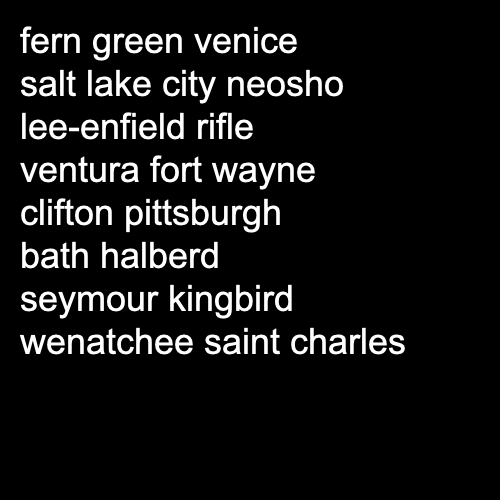 fern green venice
salt lake city neosho
lee-enfield rifle
ventura fort wayne
clifton pittsburgh
bath halberd
seymour kingbird
wenatchee saint charles